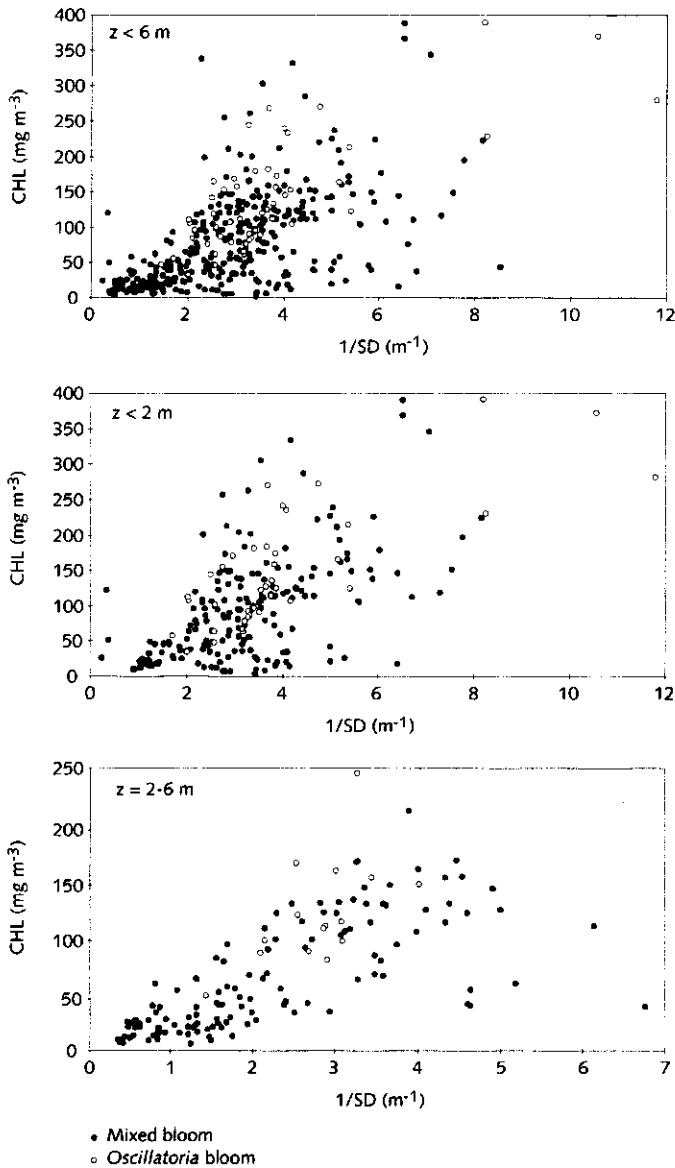 z < 6 m
400
350
300
250
200
150
100
50
0
CHL (mg m⁻³)
0 2 4 6 8 10 12
1/SD (m⁻¹)
z < 2 m
400
350
300
250
200
150
100
50
0
CHL (mg m⁻³)
0 2 4 6 8 10 12
1/SD (m⁻¹)
z = 2-6 m
250
200
150
100
50
0
CHL (mg m⁻³)
0 1 2 3 4 5 6 7
1/SD (m⁻¹)
• Mixed bloom
○ Oscillatoria bloom